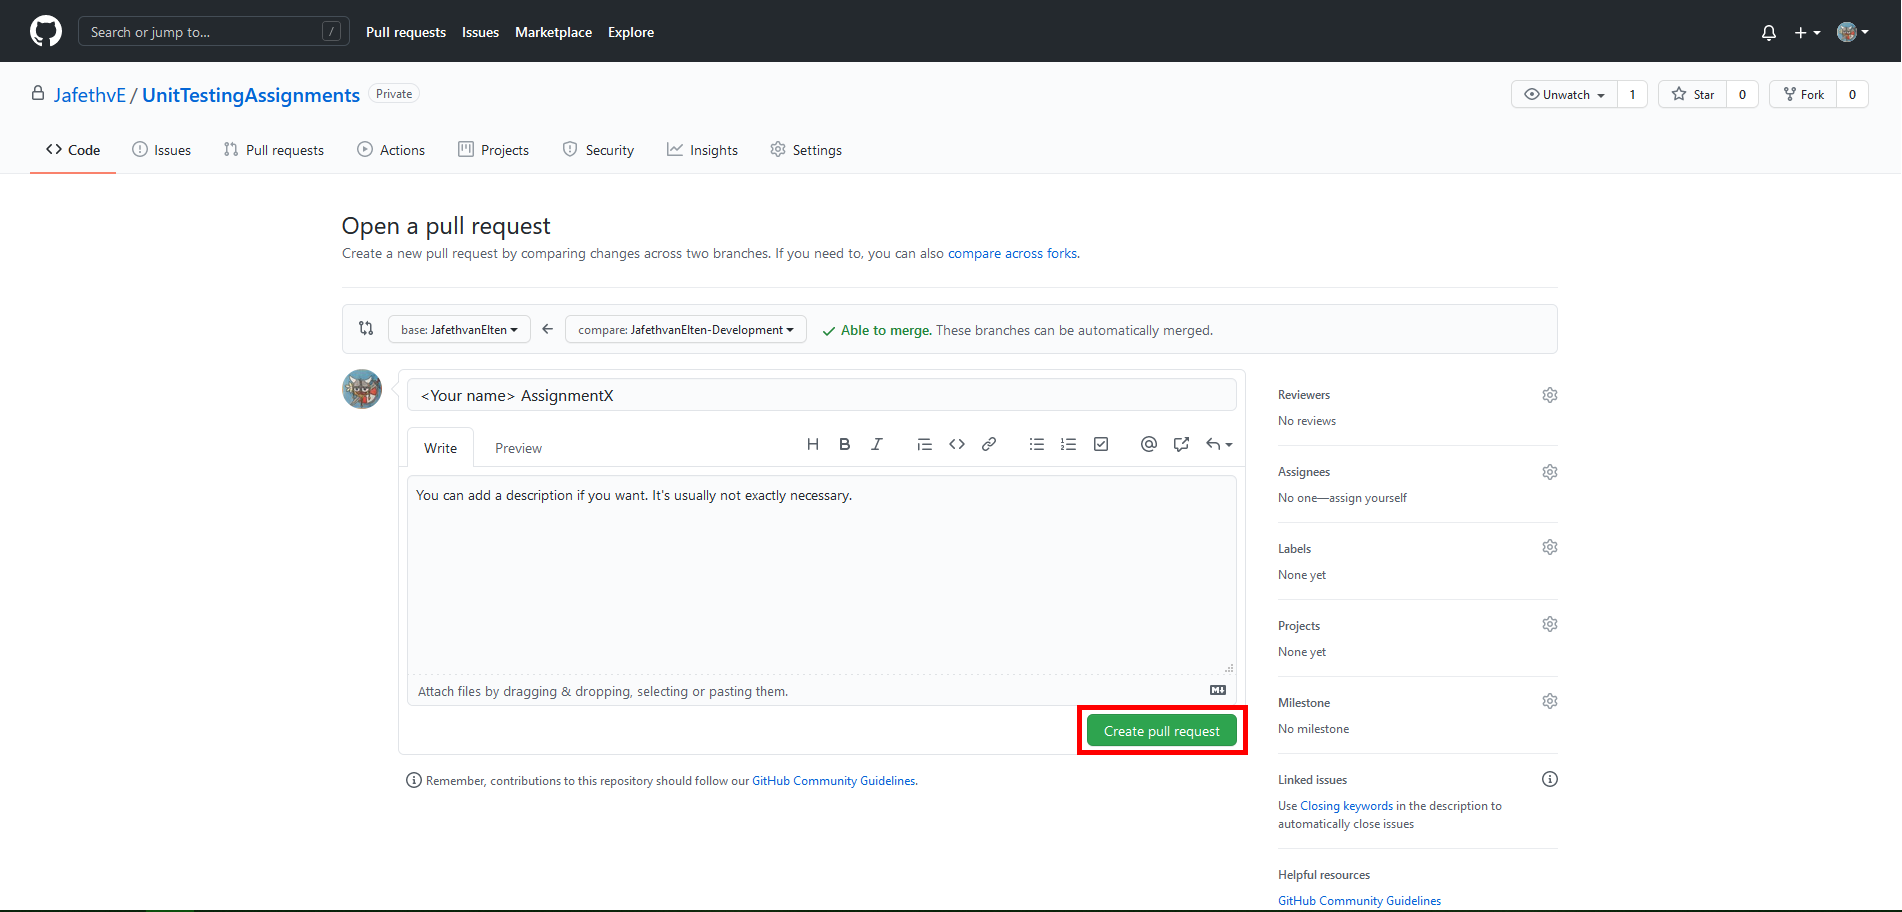 Search or jump to... /
Pull requests Issues Marketplace Explore
JafethvE / UnitTestingAssignments Private
Unwatch 1 Star 0 Fork 0
Code Issues Pull requests Actions Projects Security Insights Settings
Open a pull request
Create a new pull request by comparing changes across two branches. If you need to, you can also compare across forks.
base: JafethvanElten compare: JafethvanElten-Development Able to merge. These branches can be automatically merged.
<Your name> AssignmentX
Write Preview
You can add a description if you want. It's usually not exactly necessary.
Attach files by dragging & dropping, selecting or pasting them.
Create pull request
Remember, contributions to this repository should follow our GitHub Community Guidelines.
Reviewers
No reviews
Assignees
No one—assign yourself
Labels
None yet
Projects
None yet
Milestone
No milestone
Linked issues
Use Closing keywords in the description to
automatically close issues
Helpful resources
GitHub Community Guidelines